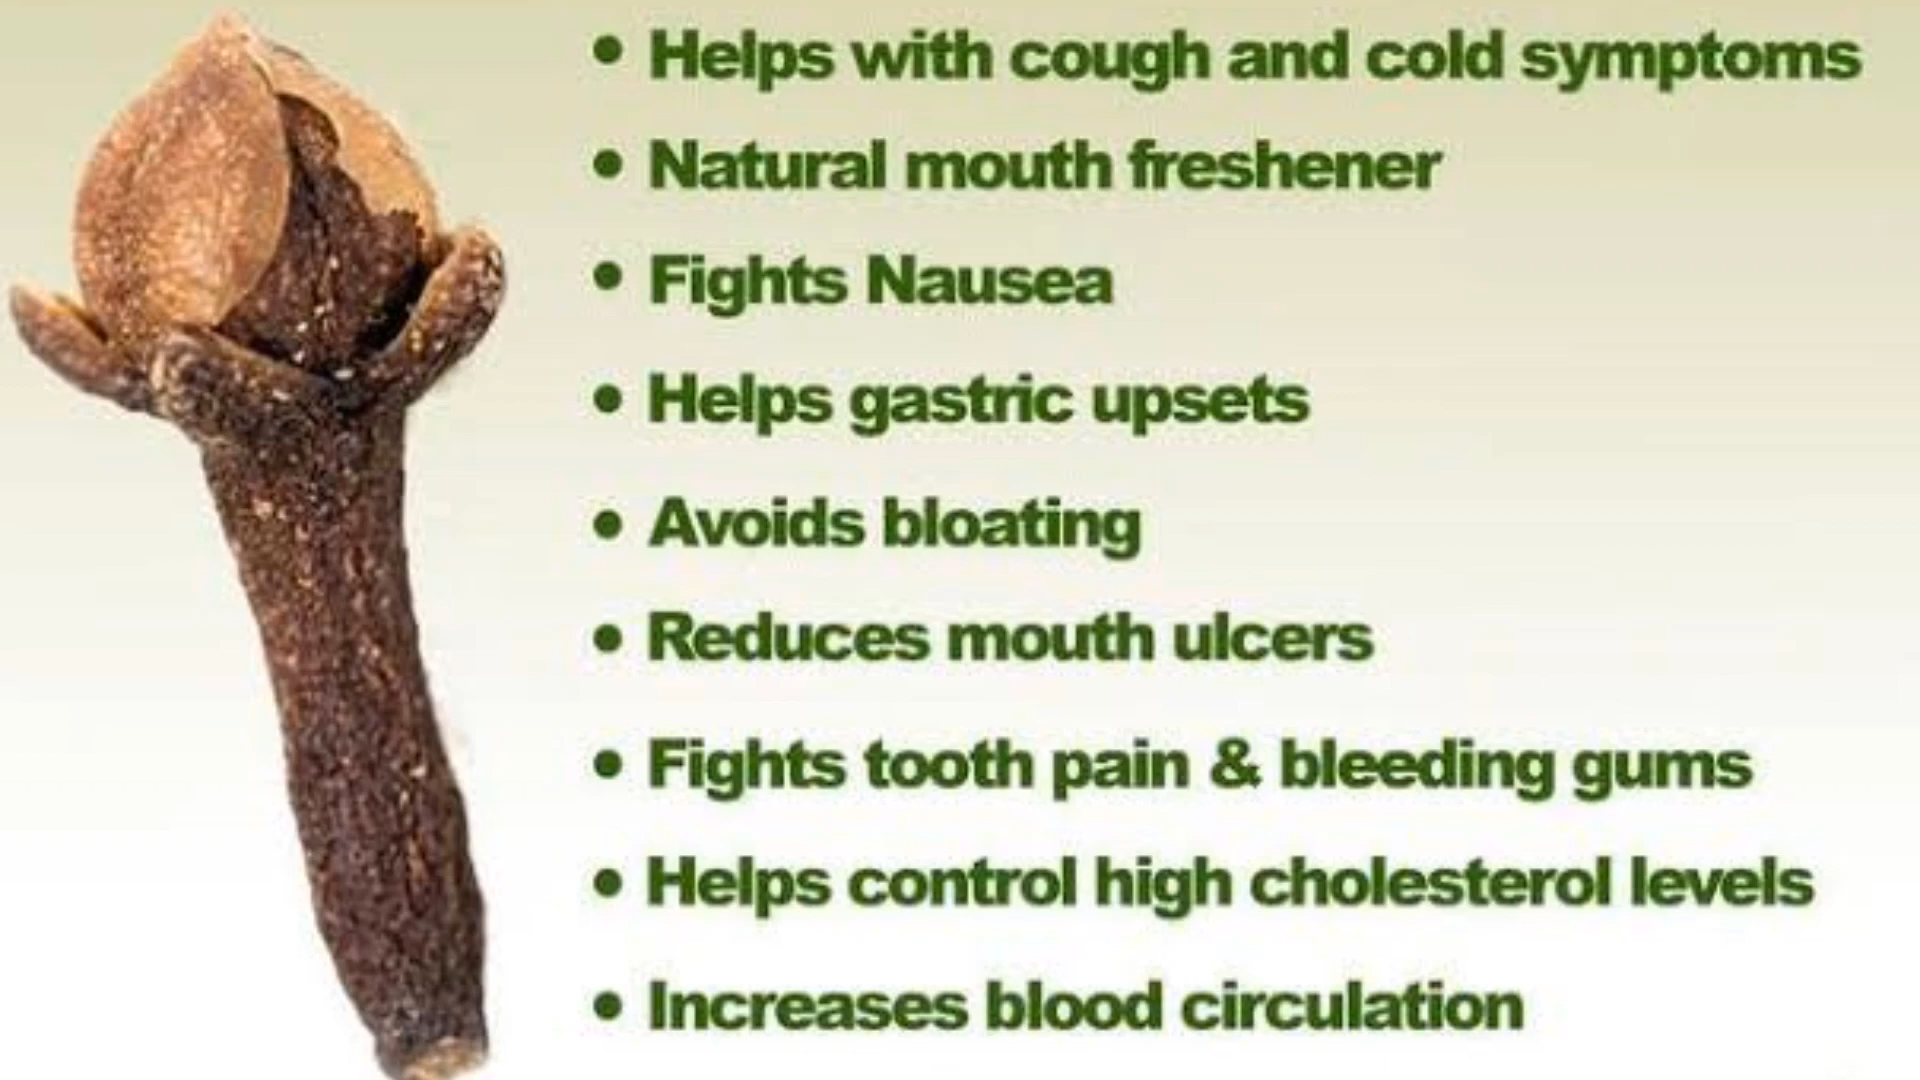 • Helps with cough and cold symptoms
• Natural mouth freshener
• Fights Nausea
• Helps gastric upsets
• Avoids bloating
• Reduces mouth ulcers
• Fights tooth pain & bleeding gums
• Helps control high cholesterol levels
• Increases blood circulation